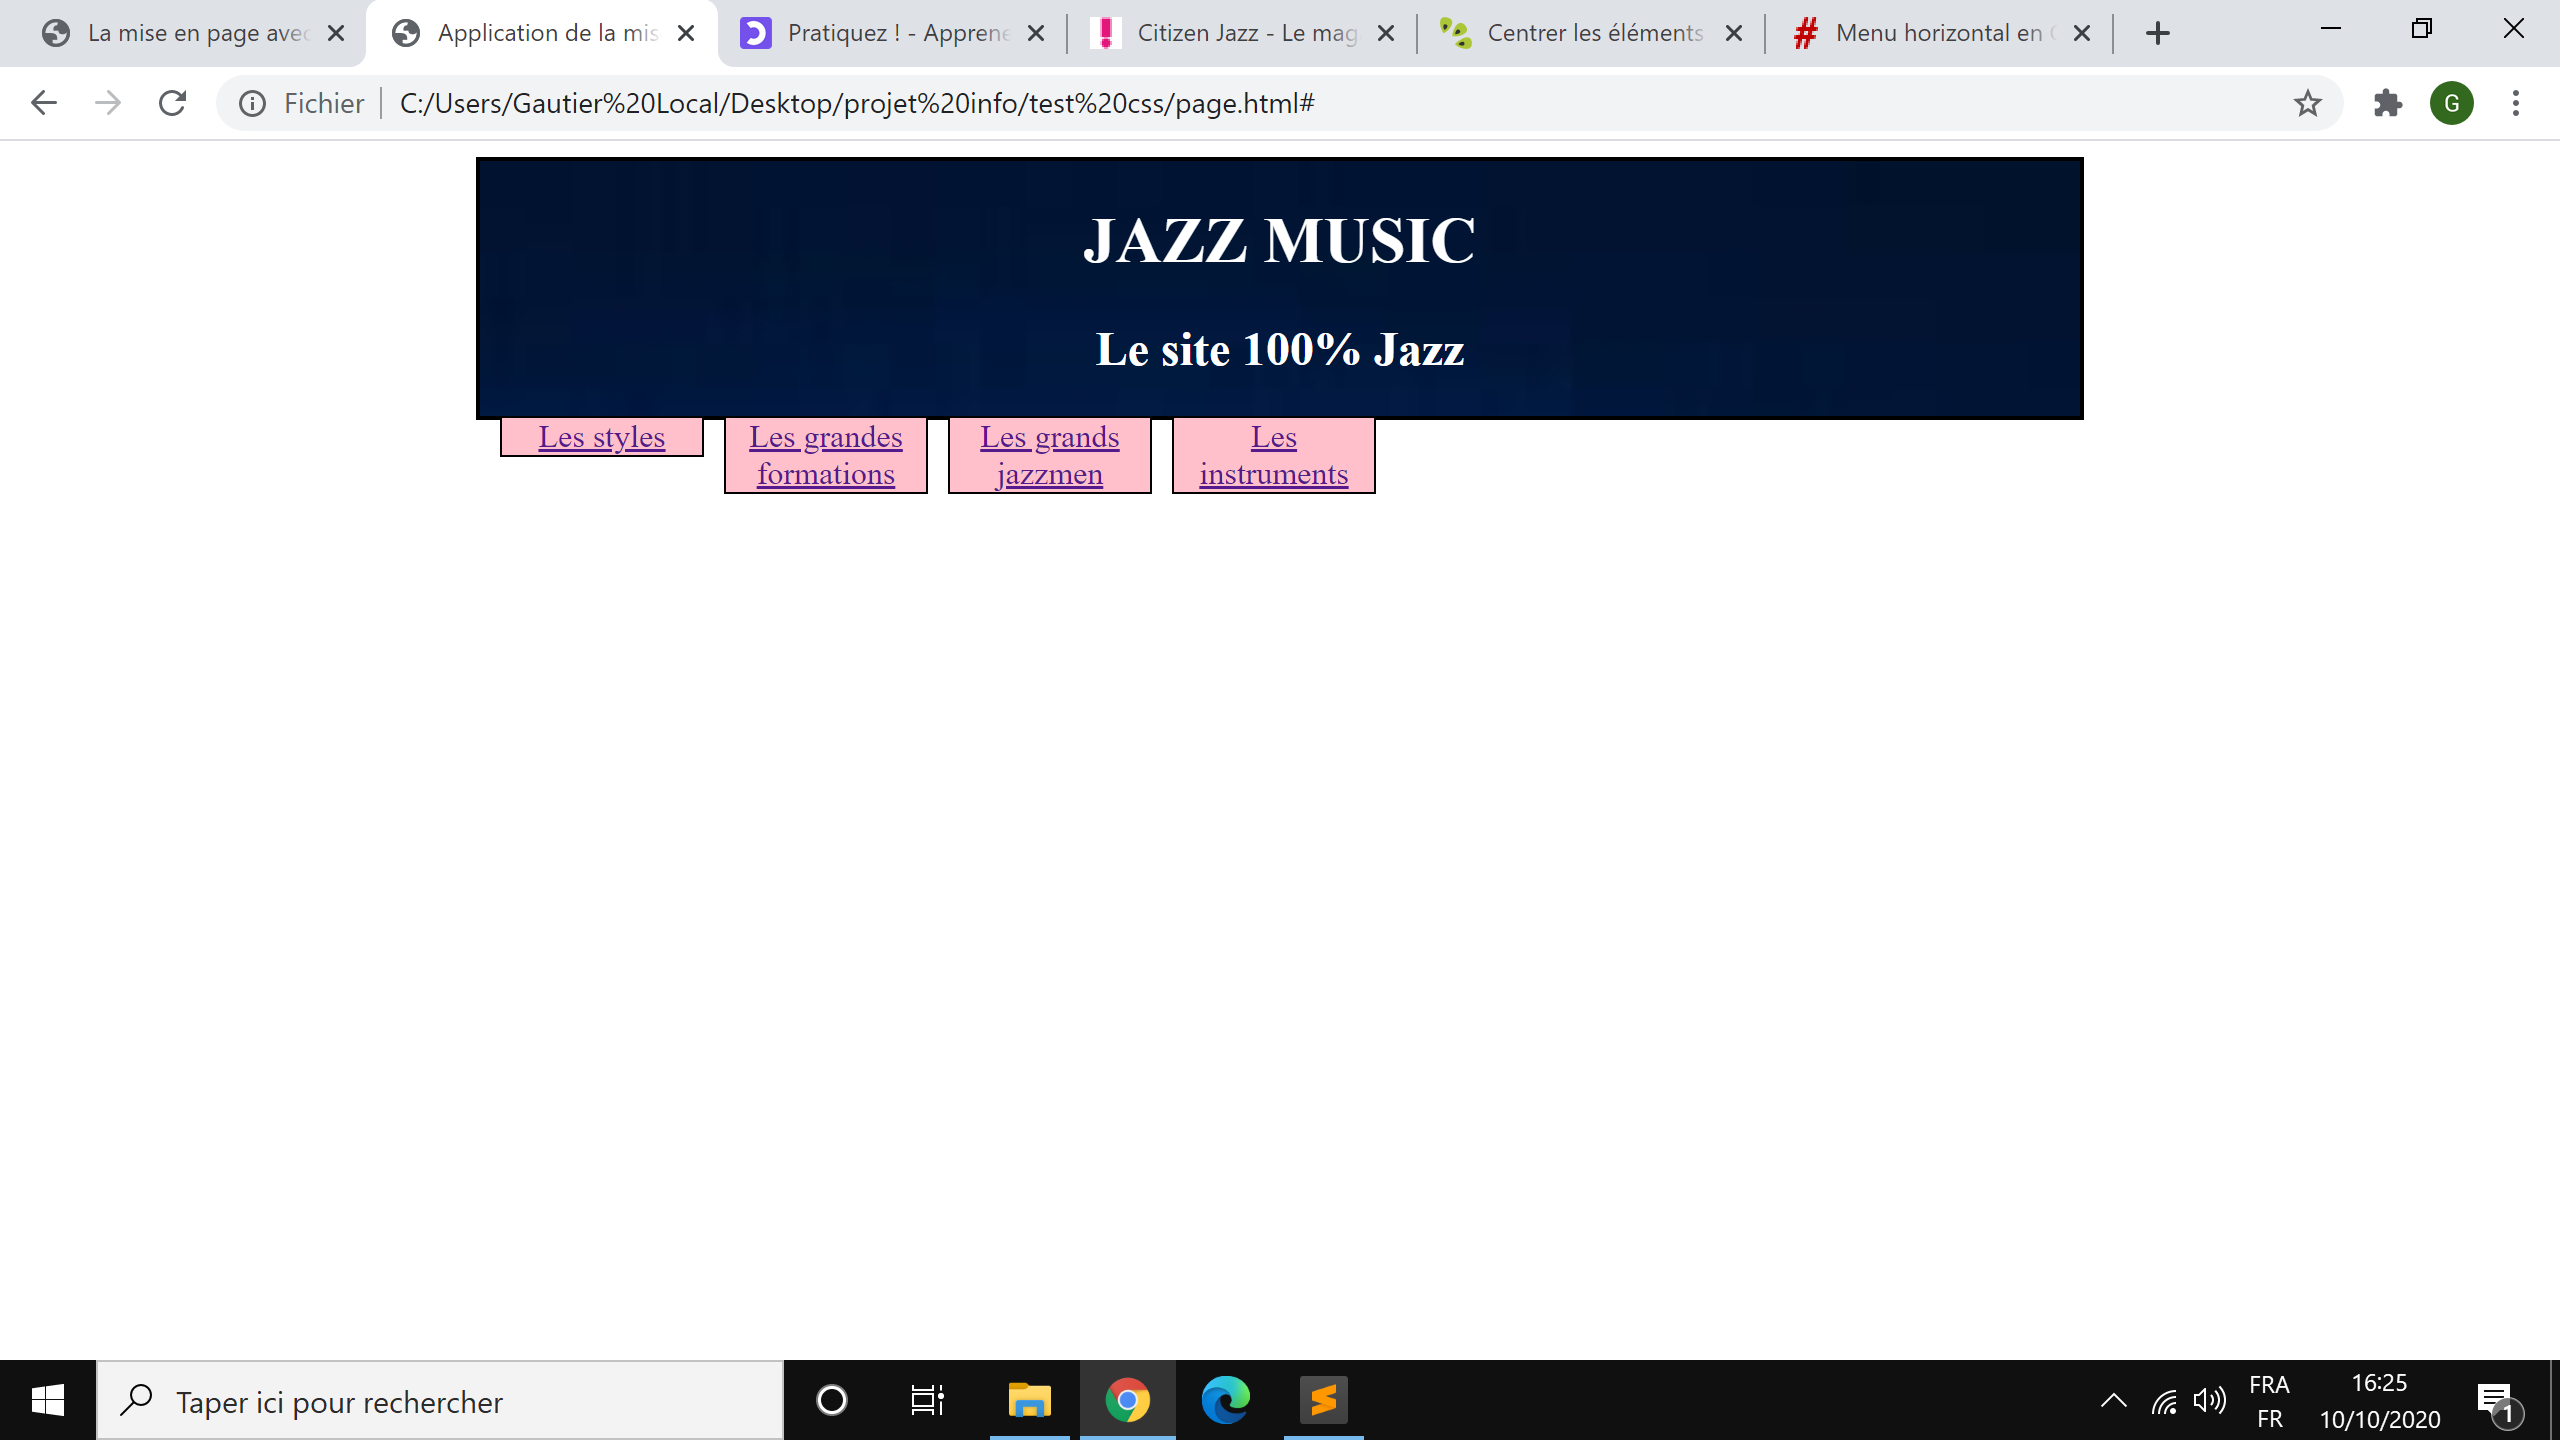 La mise en page avec
Application de la mis
Pratiquez ! - Apprene
Citizen Jazz - Le mag
Centrer les éléments
Menu horizontal en C
Fichier
C:/Users/Gautier%20Local/Desktop/projet%20info/test%20css/page.html#
G
JAZZ MUSIC
Le site 100% Jazz
Les styles
Les grandes
formations
Les grands
jazzmen
Les
instruments
Taper ici pour rechercher
FRA
FR
16:25
10/10/2020
1